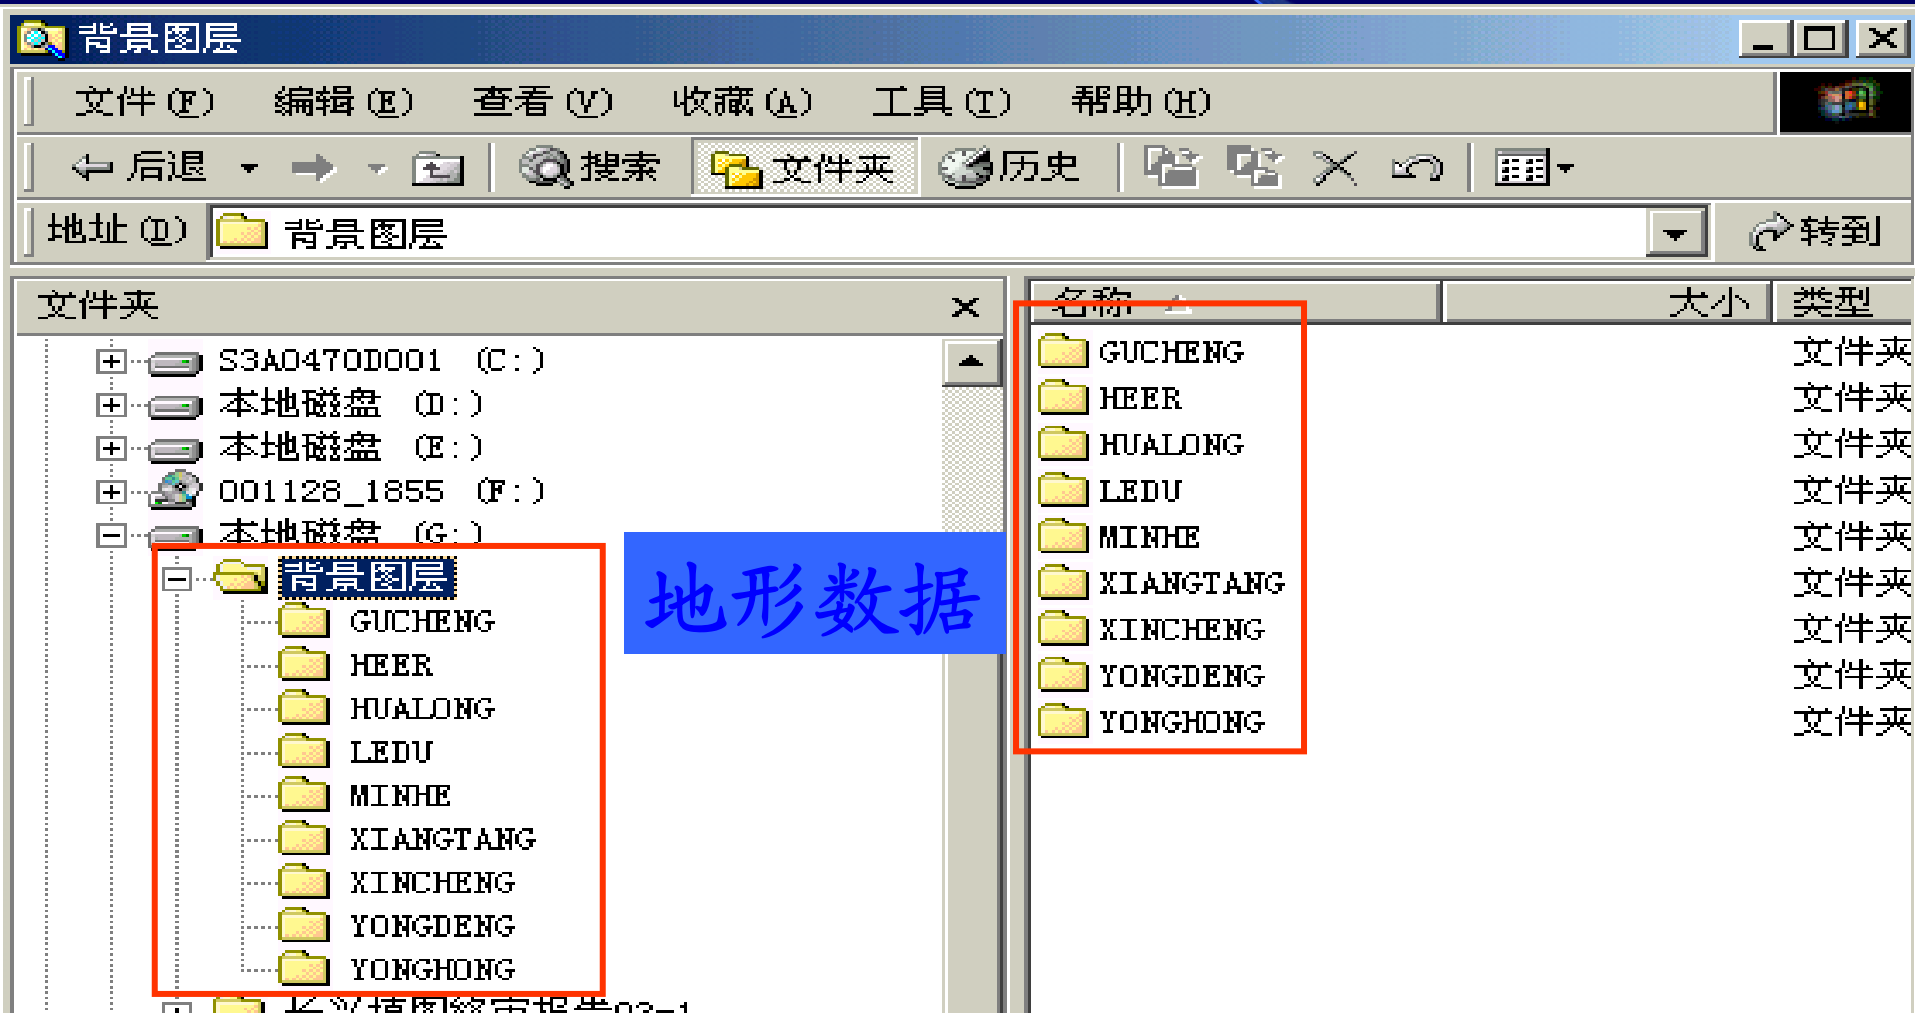 背景图层
文件(F) 编辑(E) 查看(V) 收藏(A) 工具(T) 帮助(H)
后退 搜索 文件夹 历史
地址(D) 背景图层 转到
文件夹
S3A0470D001 (C:)
本地磁盘 (D:)
本地磁盘 (E:)
001128_1855 (F:)
本地磁盘 (G:)
背景图层
GUCHENG
HEER
HUALONG
LEDU
MINHE
XIANGTANG
XINCHENG
YONGDENG
YONGHONG
地形数据
名称 大小 类型
GUCHENG 文件夹
HEER 文件夹
HUALONG 文件夹
LEDU 文件夹
MINHE 文件夹
XIANGTANG 文件夹
XINCHENG 文件夹
YONGDENG 文件夹
YONGHONG 文件夹